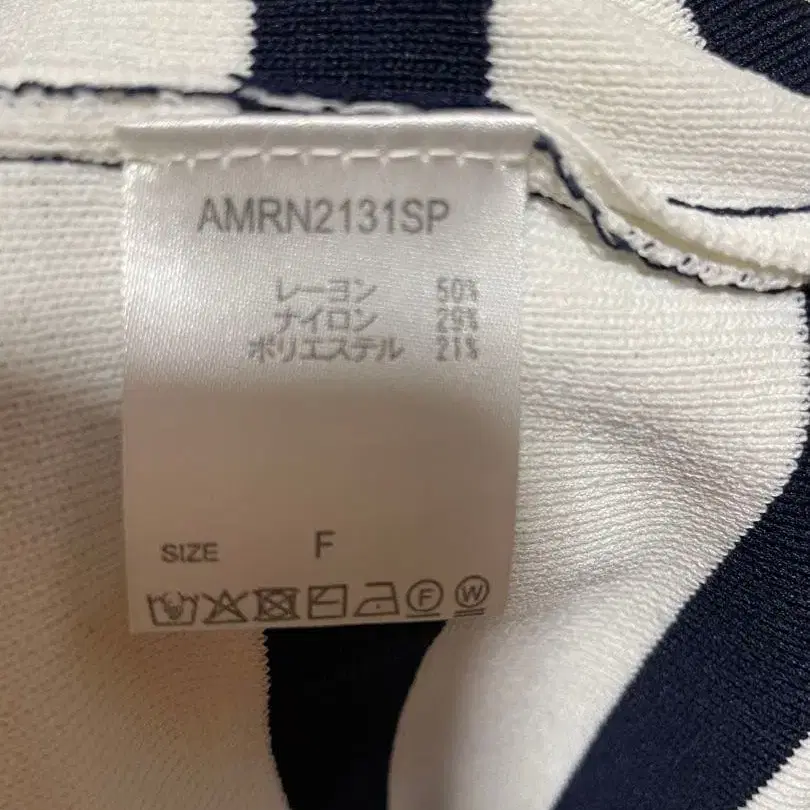 AMRN2131SP
レーヨン 50%
ナイロン 29%
ポリエステル 21%
SIZE F
F W